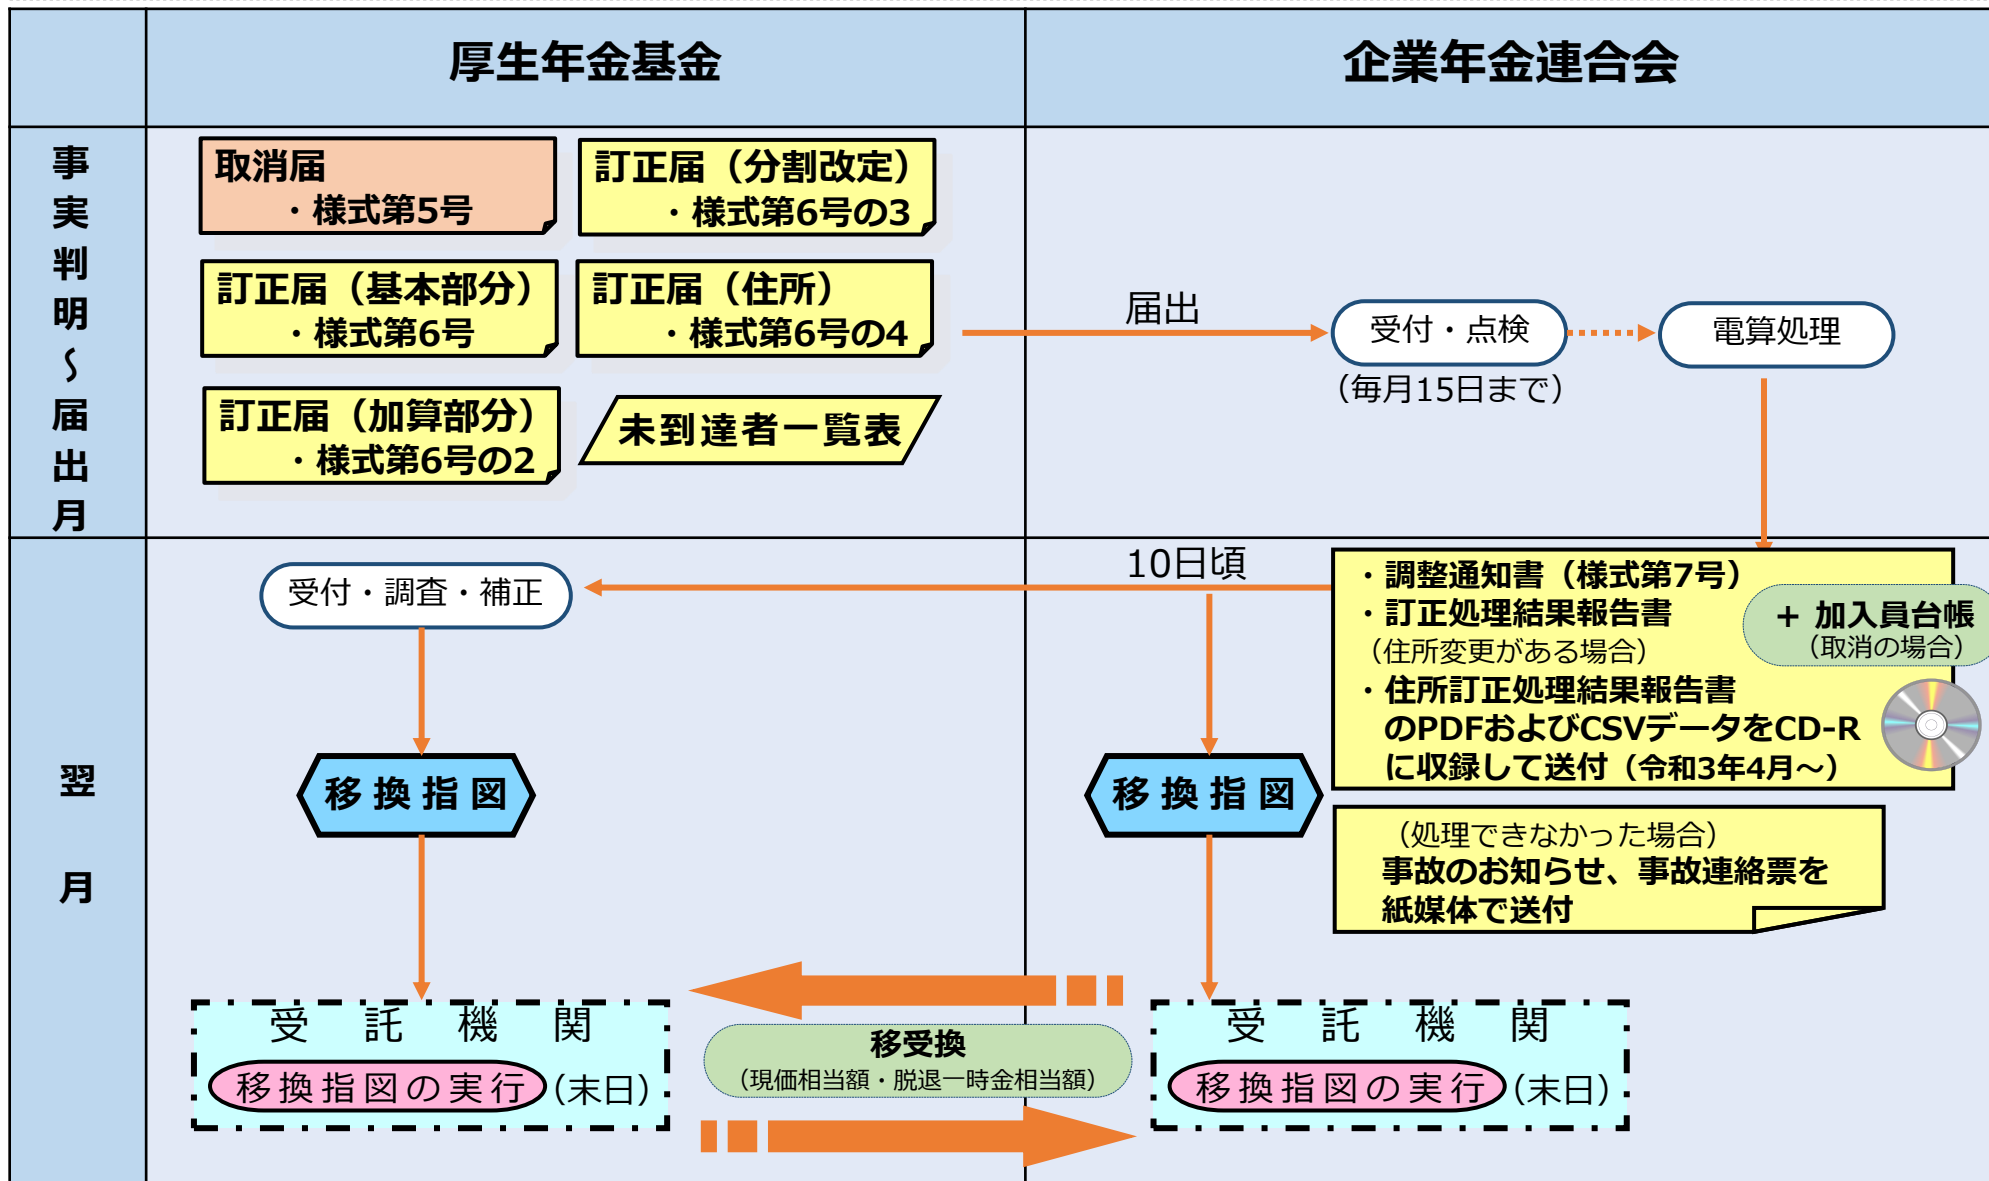 厚生年金基金
企業年金連合会
事実判明～届出月
取消届
・様式第5号
訂正届（分割改定）
・様式第6号の3
訂正届（基本部分）
・様式第6号
訂正届（住所）
・様式第6号の4
訂正届（加算部分）
・様式第6号の2
未到達者一覧表
届出
受付・点検
（毎月15日まで）
電算処理
翌月
10日頃
受付・調査・補正
・調整通知書（様式第7号）
・訂正処理結果報告書
（住所変更がある場合）
・住所訂正処理結果報告書
のPDFおよびCSVデータをCD-R
に収録して送付（令和3年4月～）
＋ 加入員台帳
（取消の場合）
移換指図
移換指図
（処理できなかった場合）
事故のお知らせ、事故連絡票を
紙媒体で送付
受託機関
移換指図の実行（末日）
移受換
（現価相当額・脱退一時金相当額）
受託機関
移換指図の実行（末日）